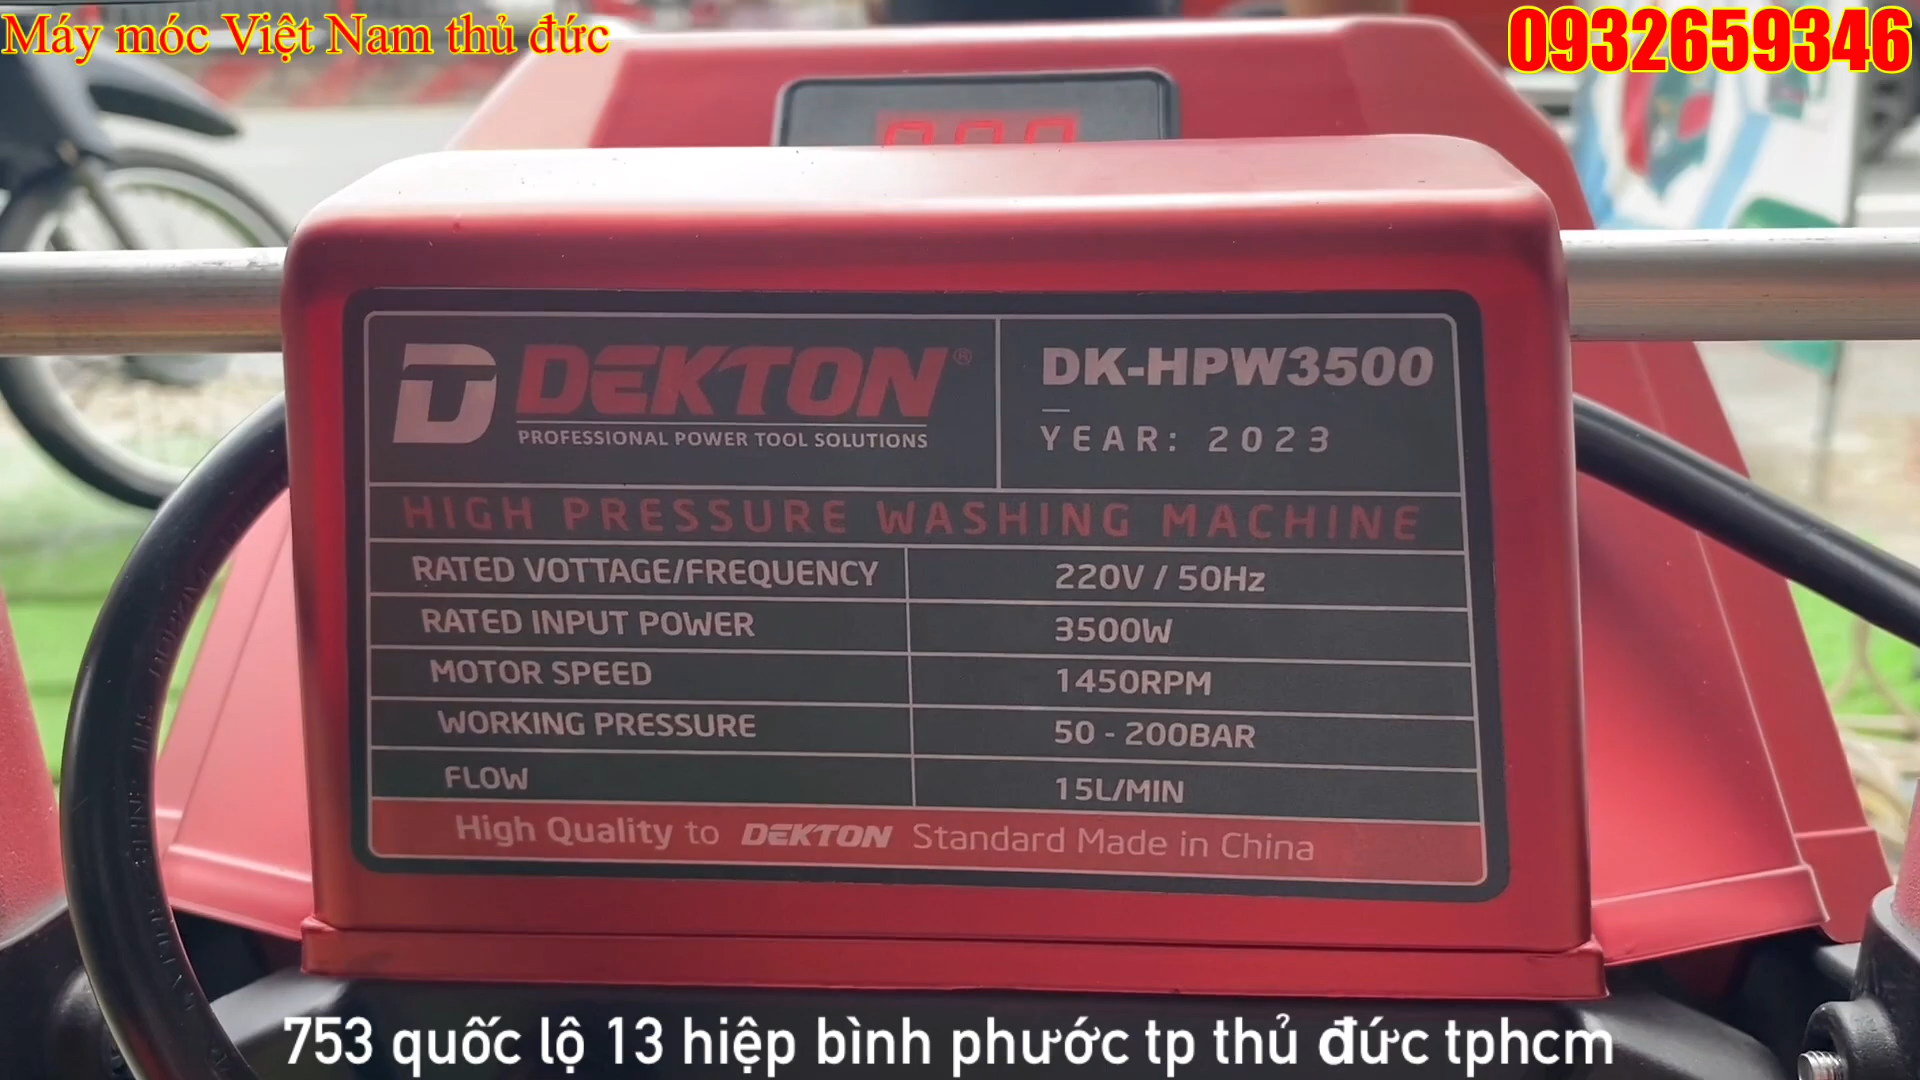 Máy móc Việt Nam thủ đức
0932659346
DEKTON®
PROFESSIONAL POWER TOOL SOLUTIONS
DK-HPW3500
YEAR: 2023
HIGH PRESSURE WASHING MACHINE
RATED VOTTAGE/FREQUENCY 220V / 50Hz
RATED INPUT POWER 3500W
MOTOR SPEED 1450RPM
WORKING PRESSURE 50 - 200BAR
FLOW 15L/MIN
High Quality to DEKTON Standard Made in China
753 quốc lộ 13 hiệp bình phước tp thủ đức tphcm